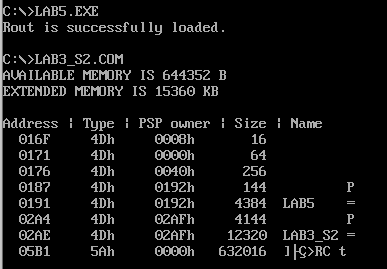 C:\>LAB5.EXE
Rout is successfully loaded.
C:\>LAB3_S2.COM
AVAILABLE MEMORY IS 644352 B
EXTENDED MEMORY IS 15360 KB
Address | Type | PSP owner | Size | Name
016F 4Dh 0008h 16
0171 4Dh 0000h 64
0176 4Dh 0040h 256
0187 4Dh 0192h 144 P
0191 4Dh 0192h 4384 LAB5 =
02A4 4Dh 02AFh 4144 P
02AE 4Dh 02AFh 12320 LAB3_S2 =
05B1 5Ah 0000h 632016 >RC t